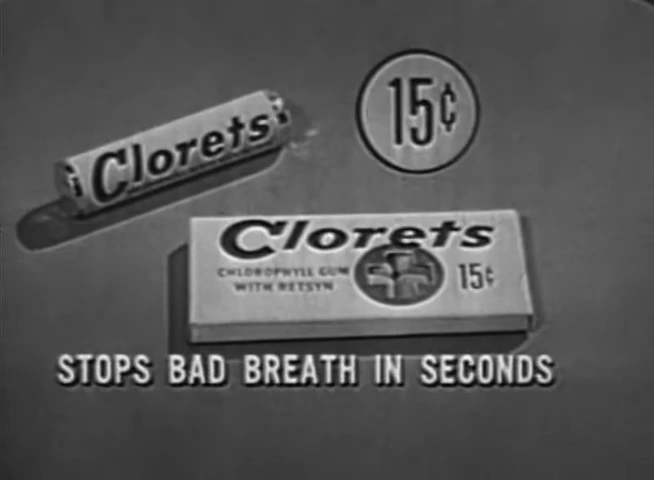 Clorets
15¢
Clorets
CHLOROPHYLL GUM
WITH RETSYN
15¢
STOPS BAD BREATH IN SECONDS